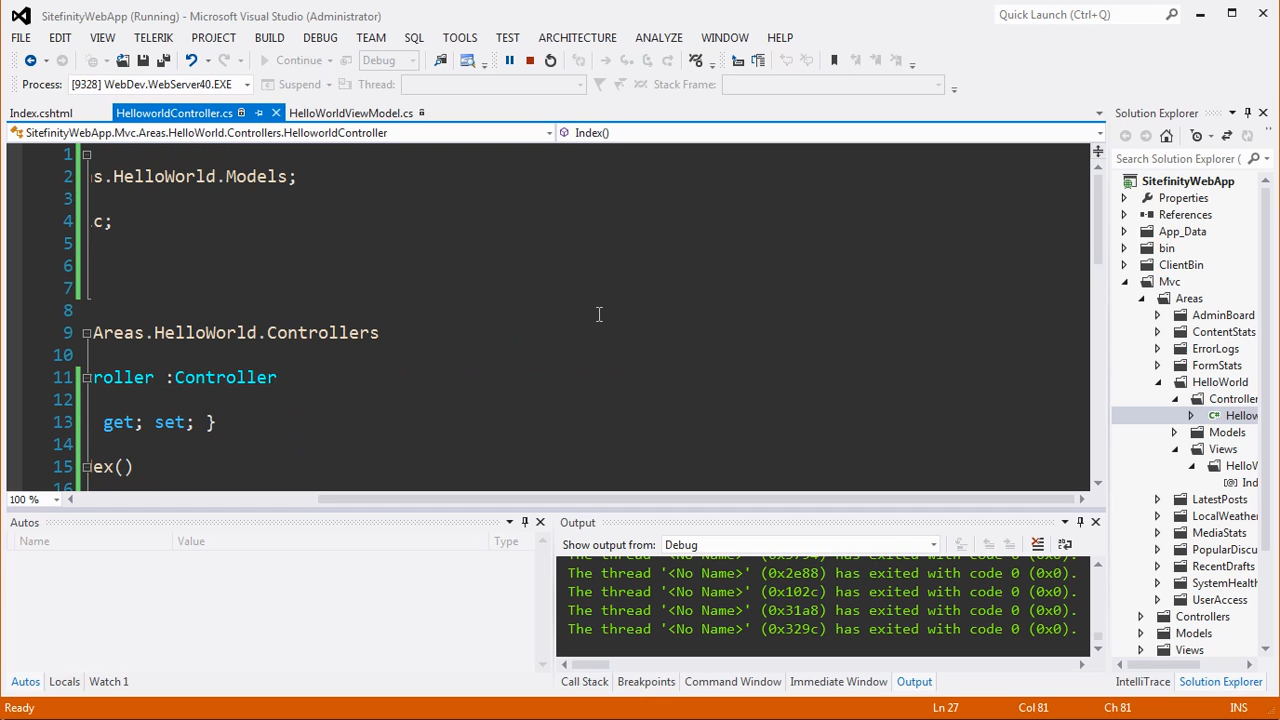 SitefinityWebApp (Running) - Microsoft Visual Studio (Administrator)
Quick Launch (Ctrl+Q)
FILE EDIT VIEW TELERIK PROJECT BUILD DEBUG TEAM SQL TOOLS TEST ARCHITECTURE ANALYZE WINDOW HELP
Continue Debug
Process: [9328] WebDev.WebServer40.EXE Suspend Thread: Stack Frame:
Index.cshtml HelloworldController.cs HelloWorldViewModel.cs
SitefinityWebApp.Mvc.Areas.HelloWorld.Controllers.HelloworldController Index()
1
2 s.HelloWorld.Models;
3
4 c;
5
6
7
8
9 Areas.HelloWorld.Controllers
10
11 roller :Controller
12
13 get; set; }
14
15 ex()
16
100 %
Autos
Name Value Type
Autos Locals Watch 1
Output
Show output from: Debug
The thread '<No Name>' (0x2e88) has exited with code 0 (0x0).
The thread '<No Name>' (0x102c) has exited with code 0 (0x0).
The thread '<No Name>' (0x31a8) has exited with code 0 (0x0).
The thread '<No Name>' (0x329c) has exited with code 0 (0x0).
Call Stack Breakpoints Command Window Immediate Window Output
Solution Explorer
Search Solution Explorer (
SitefinityWebApp
Properties
References
App_Data
bin
ClientBin
Mvc
Areas
AdminBoard
ContentStats
ErrorLogs
FormStats
HelloWorld
Controller
C# Hellow
Models
Views
HelloW
@ Ind
LatestPosts
LocalWeather
MediaStats
PopularDiscu
RecentDrafts
SystemHealth
UserAccess
Controllers
Models
Views
IntelliTrace Solution Explorer
Ready Ln 27 Col 81 Ch 81 INS